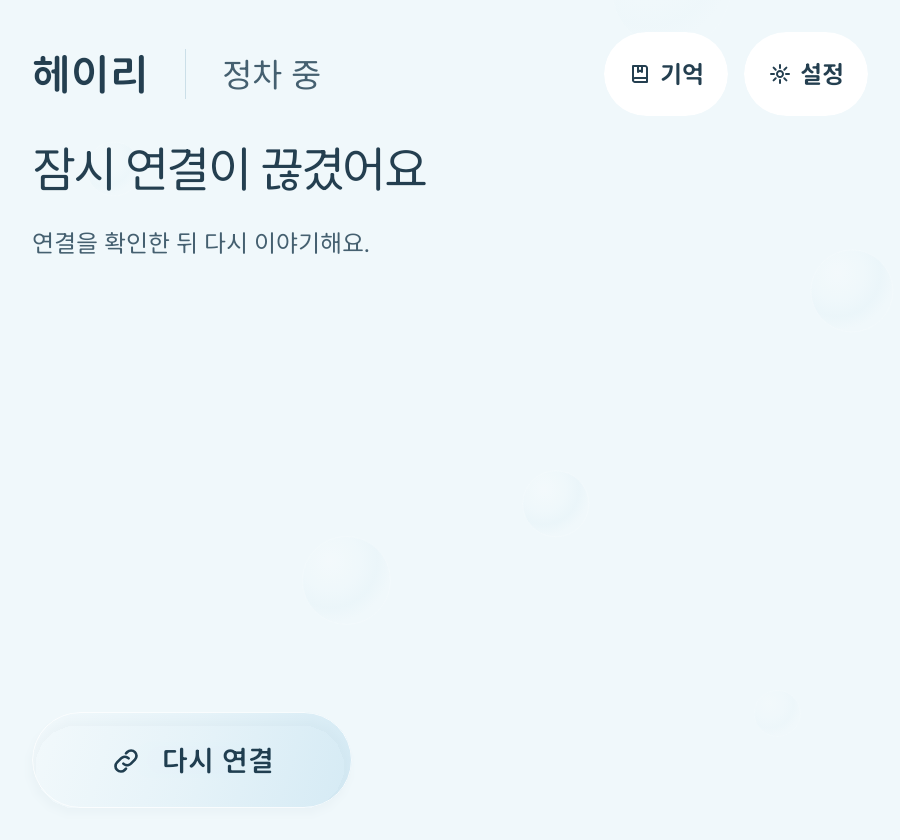 헤이리
정차 중
기억
설정
잠시 연결이 끊겼어요
연결을 확인한 뒤 다시 이야기해요.
다시 연결